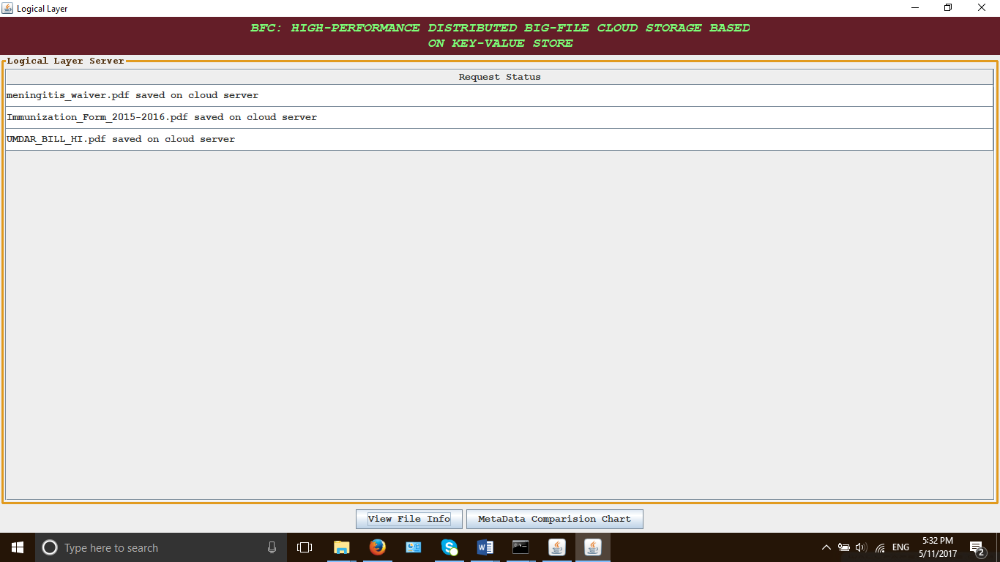 Logical Layer
BFC: HIGH-PERFORMANCE DISTRIBUTED BIG-FILE CLOUD STORAGE BASED
ON KEY-VALUE STORE
Logical Layer Server
Request Status
meningitis_waiver.pdf saved on cloud server
Immunization_Form_2015-2016.pdf saved on cloud server
UMDAR_BILL_HI.pdf saved on cloud server
View File Info
MetaData Comparision Chart
Type here to search
ENG
5:32 PM
5/11/2017
2